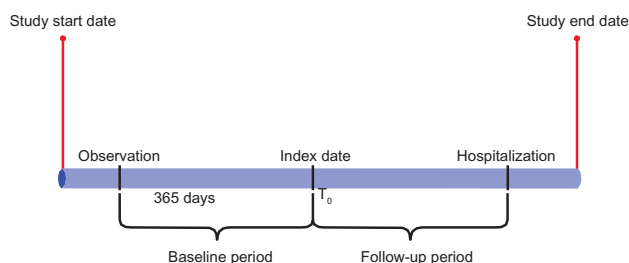 Study start date
Study end date
Observation
Index date
Hospitalization
365 days
T₀
Baseline period
Follow-up period